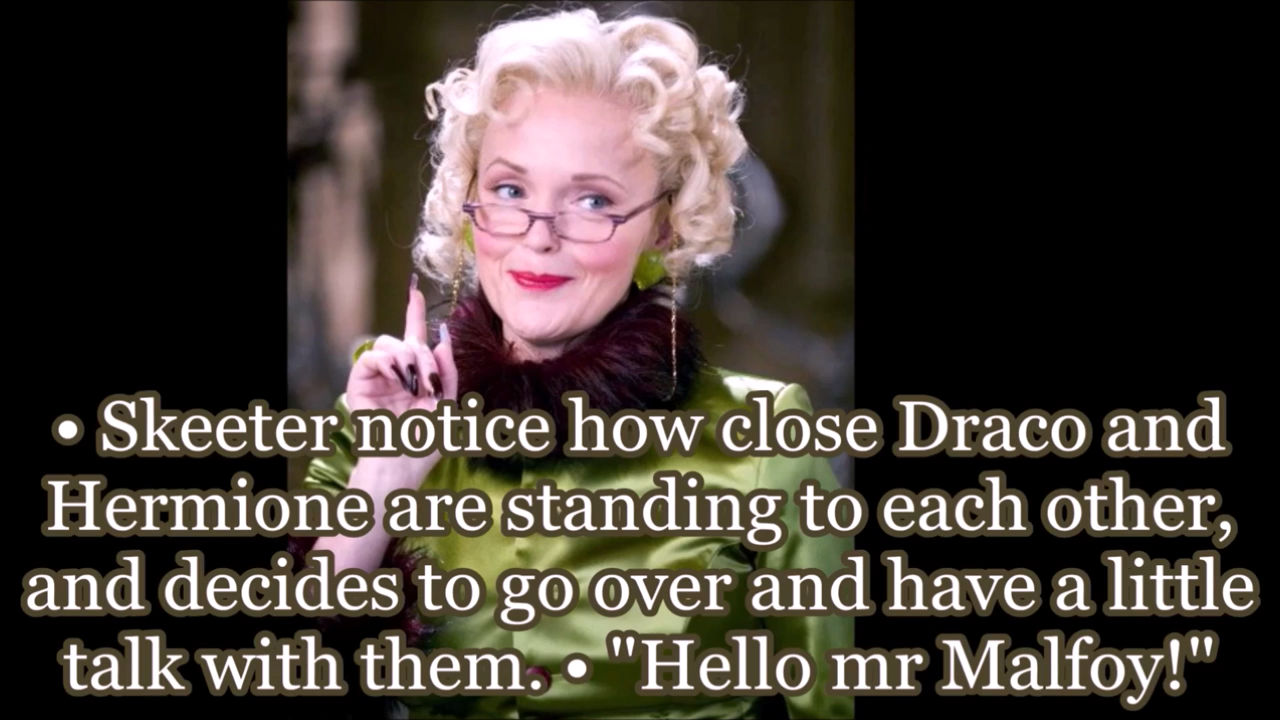 • Skeeter notice how close Draco and
Hermione are standing to each other,
and decides to go over and have a little
talk with them. • "Hello mr Malfoy!"